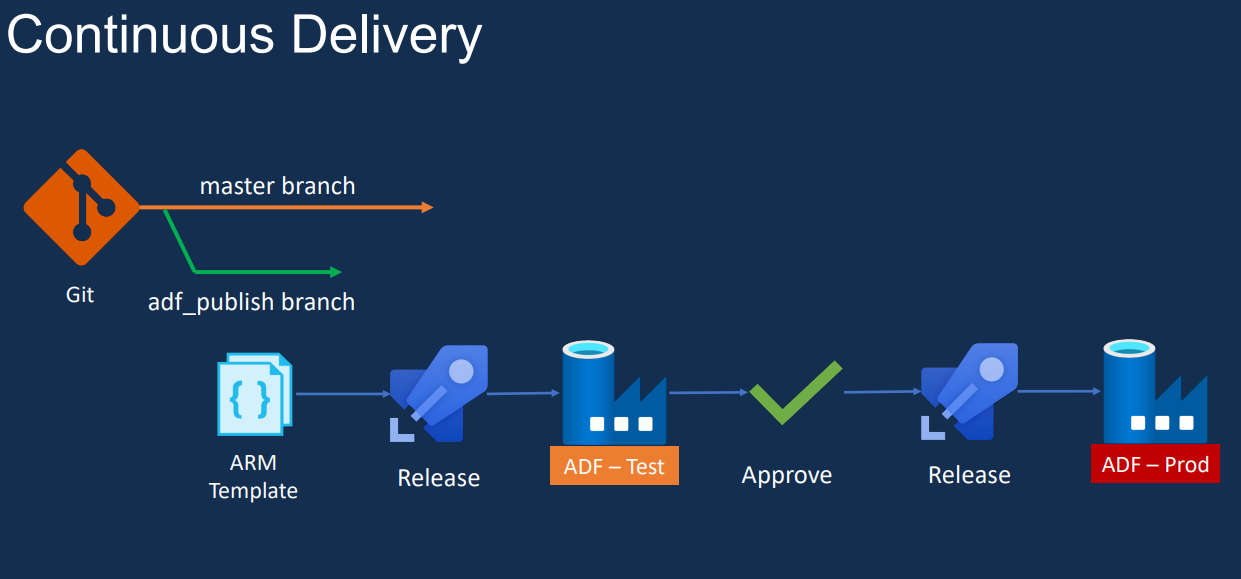 Continuous Delivery
master branch
Git
adf_publish branch
{ }
ARM
Template
Release
ADF – Test
Approve
Release
ADF – Prod